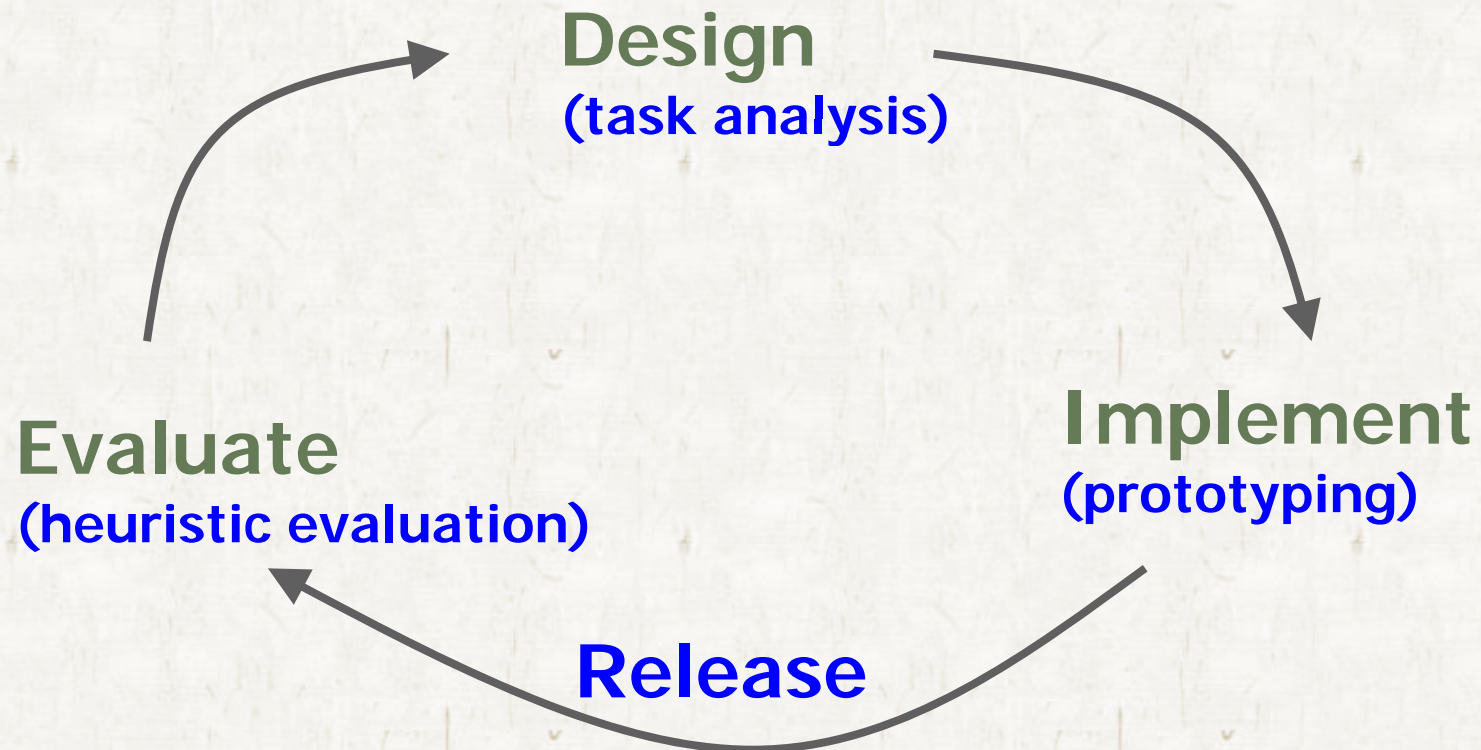 Design
(task analysis)
Implement
(prototyping)
Evaluate
(heuristic evaluation)
Release